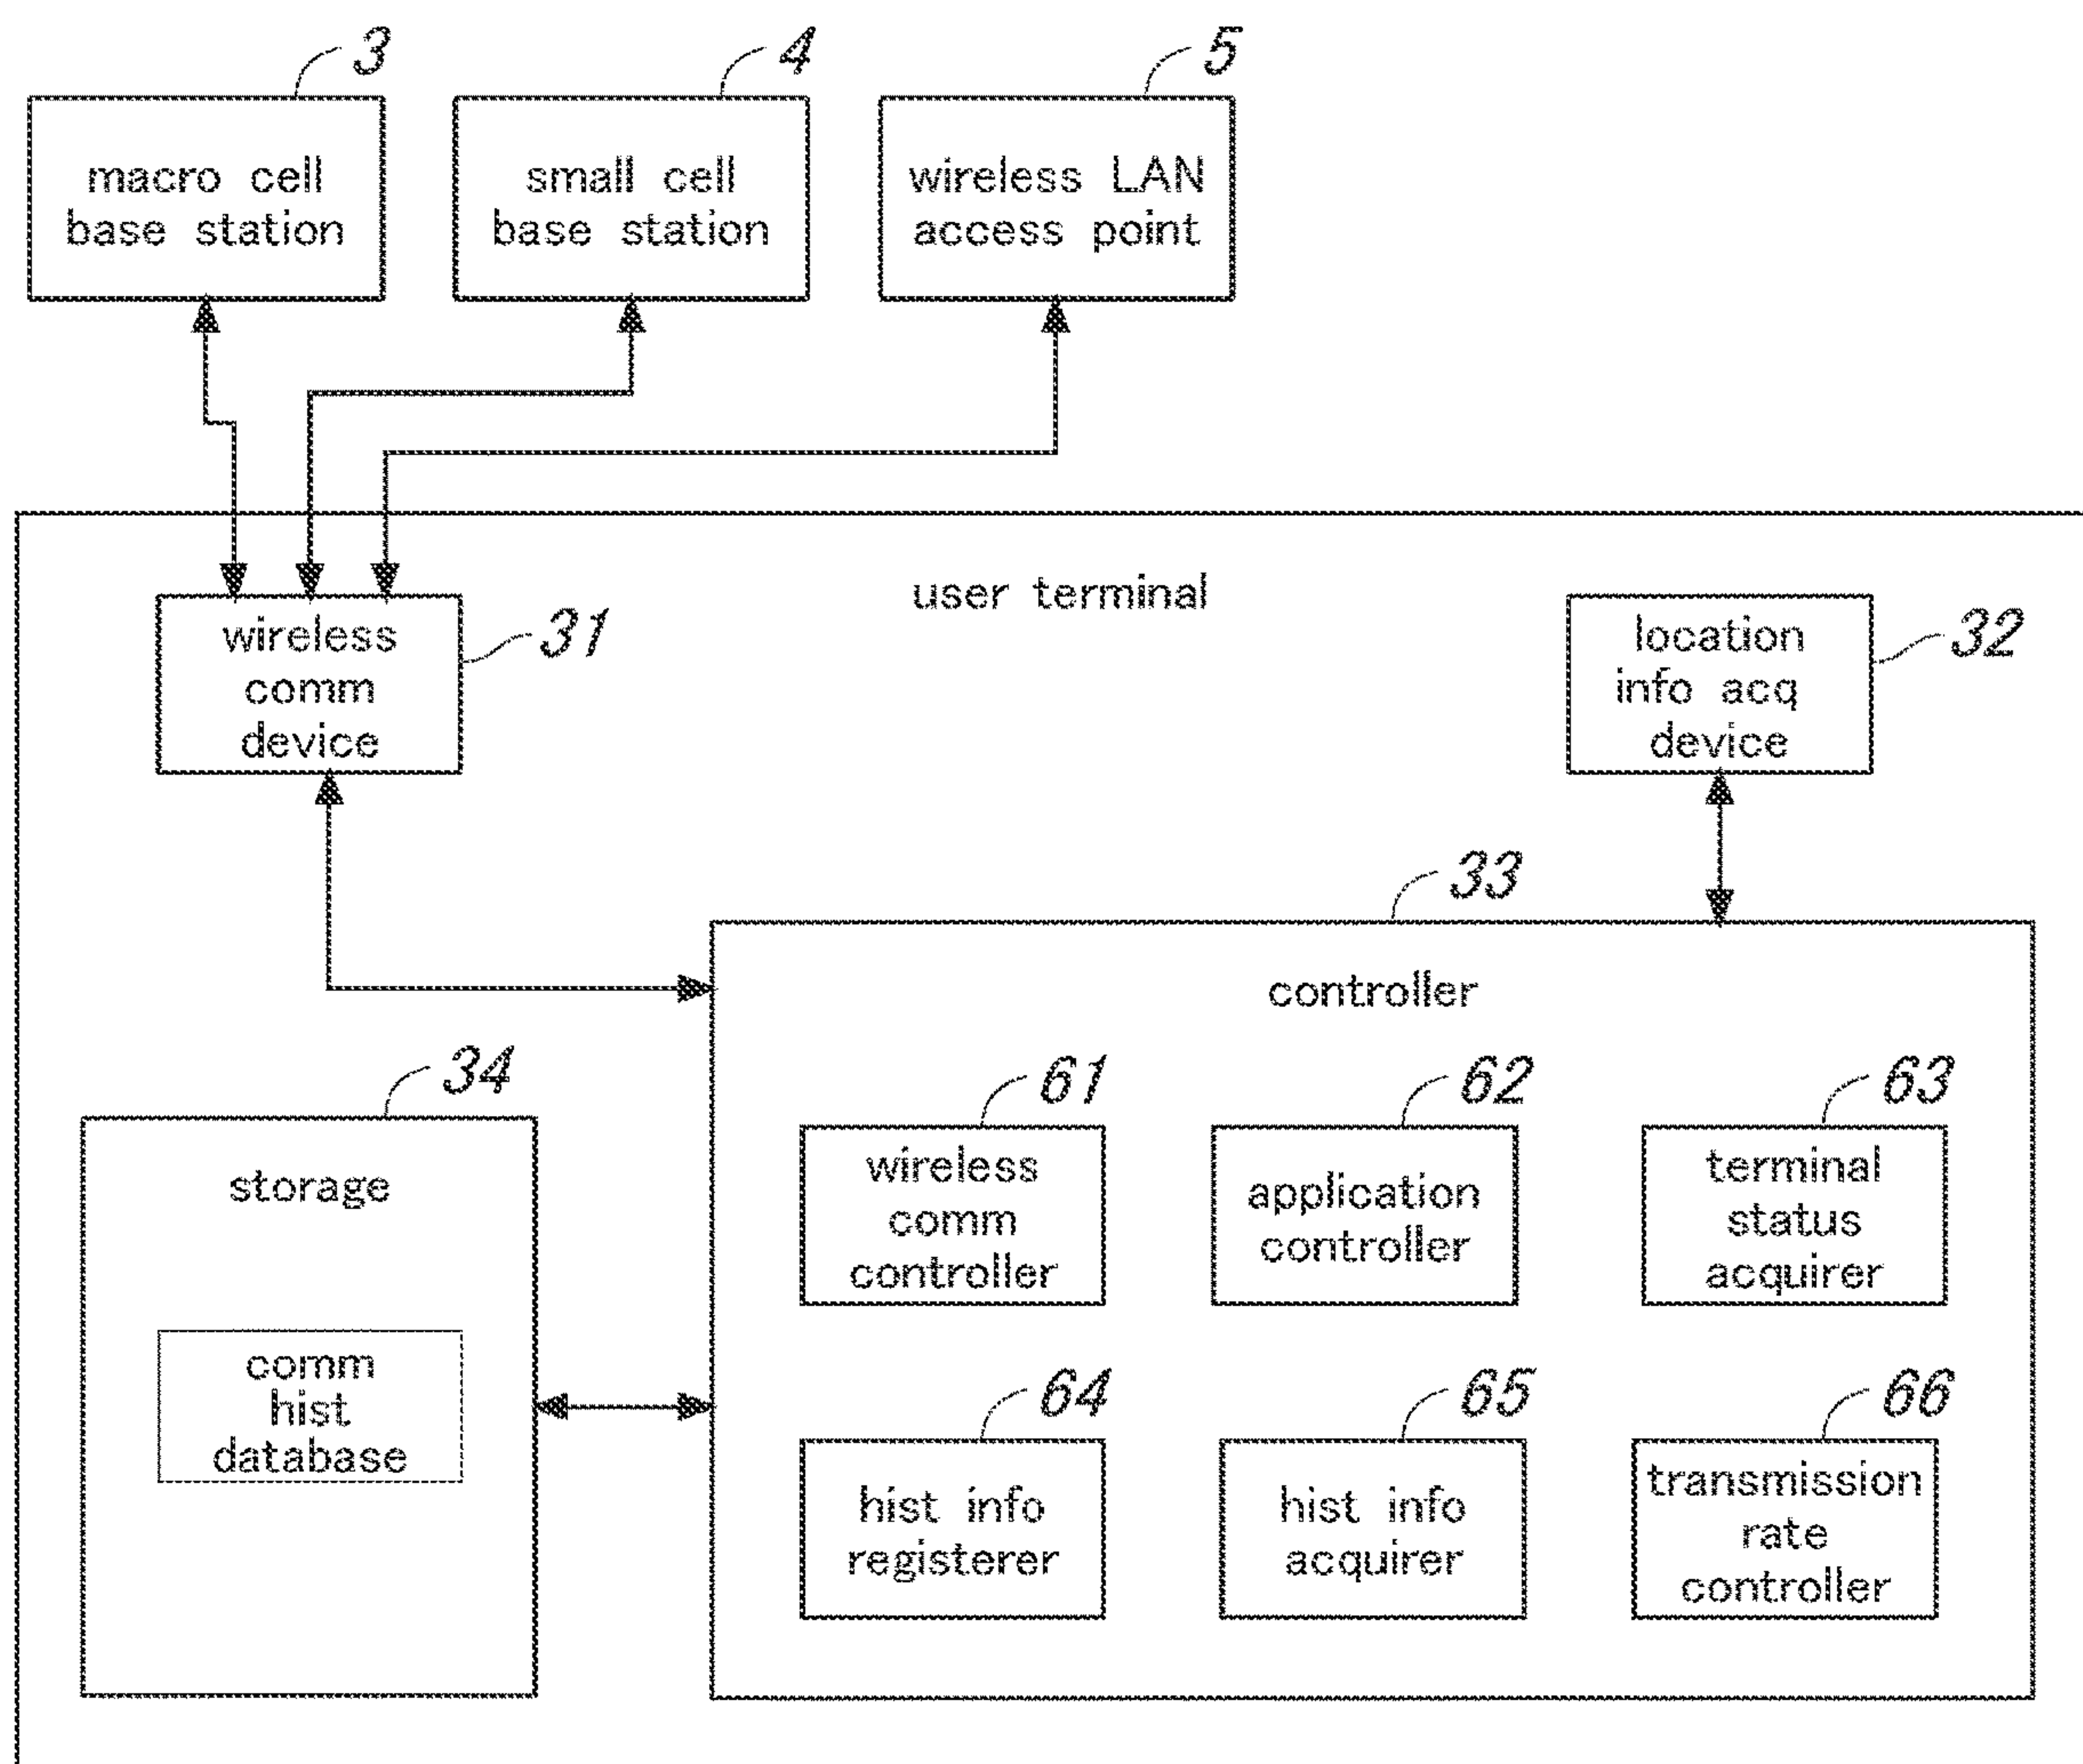 3
4
5
macro cell
base station
small cell
base station
wireless LAN
access point
user terminal
wireless
comm
device
31
location
info acq
device
32
33
controller
34
storage
comm
hist
database
61
wireless
comm
controller
62
application
controller
63
terminal
status
acquirer
64
hist info
registerer
65
hist info
acquirer
66
transmission
rate
controller